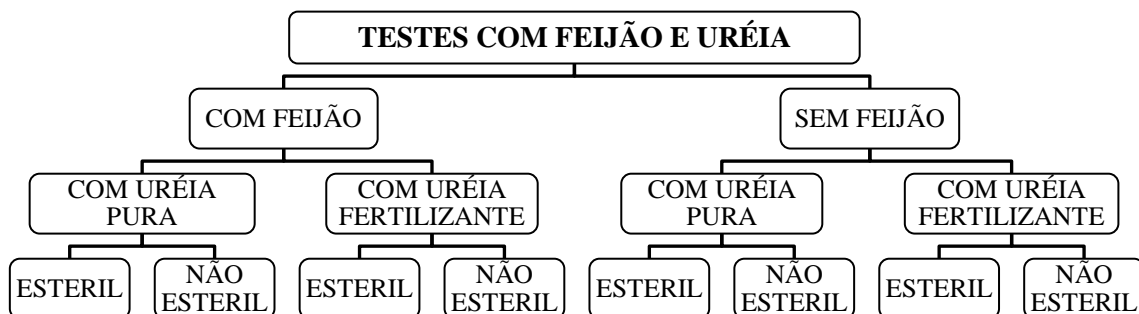 TESTES COM FEIJÃO E URÉIA
COM FEIJÃO
SEM FEIJÃO
COM URÉIA
PURA
COM URÉIA
FERTILIZANTE
COM URÉIA
PURA
COM URÉIA
FERTILIZANTE
ESTERIL
NÃO
ESTERIL
ESTERIL
NÃO
ESTERIL
ESTERIL
NÃO
ESTERIL
ESTERIL
NÃO
ESTERIL